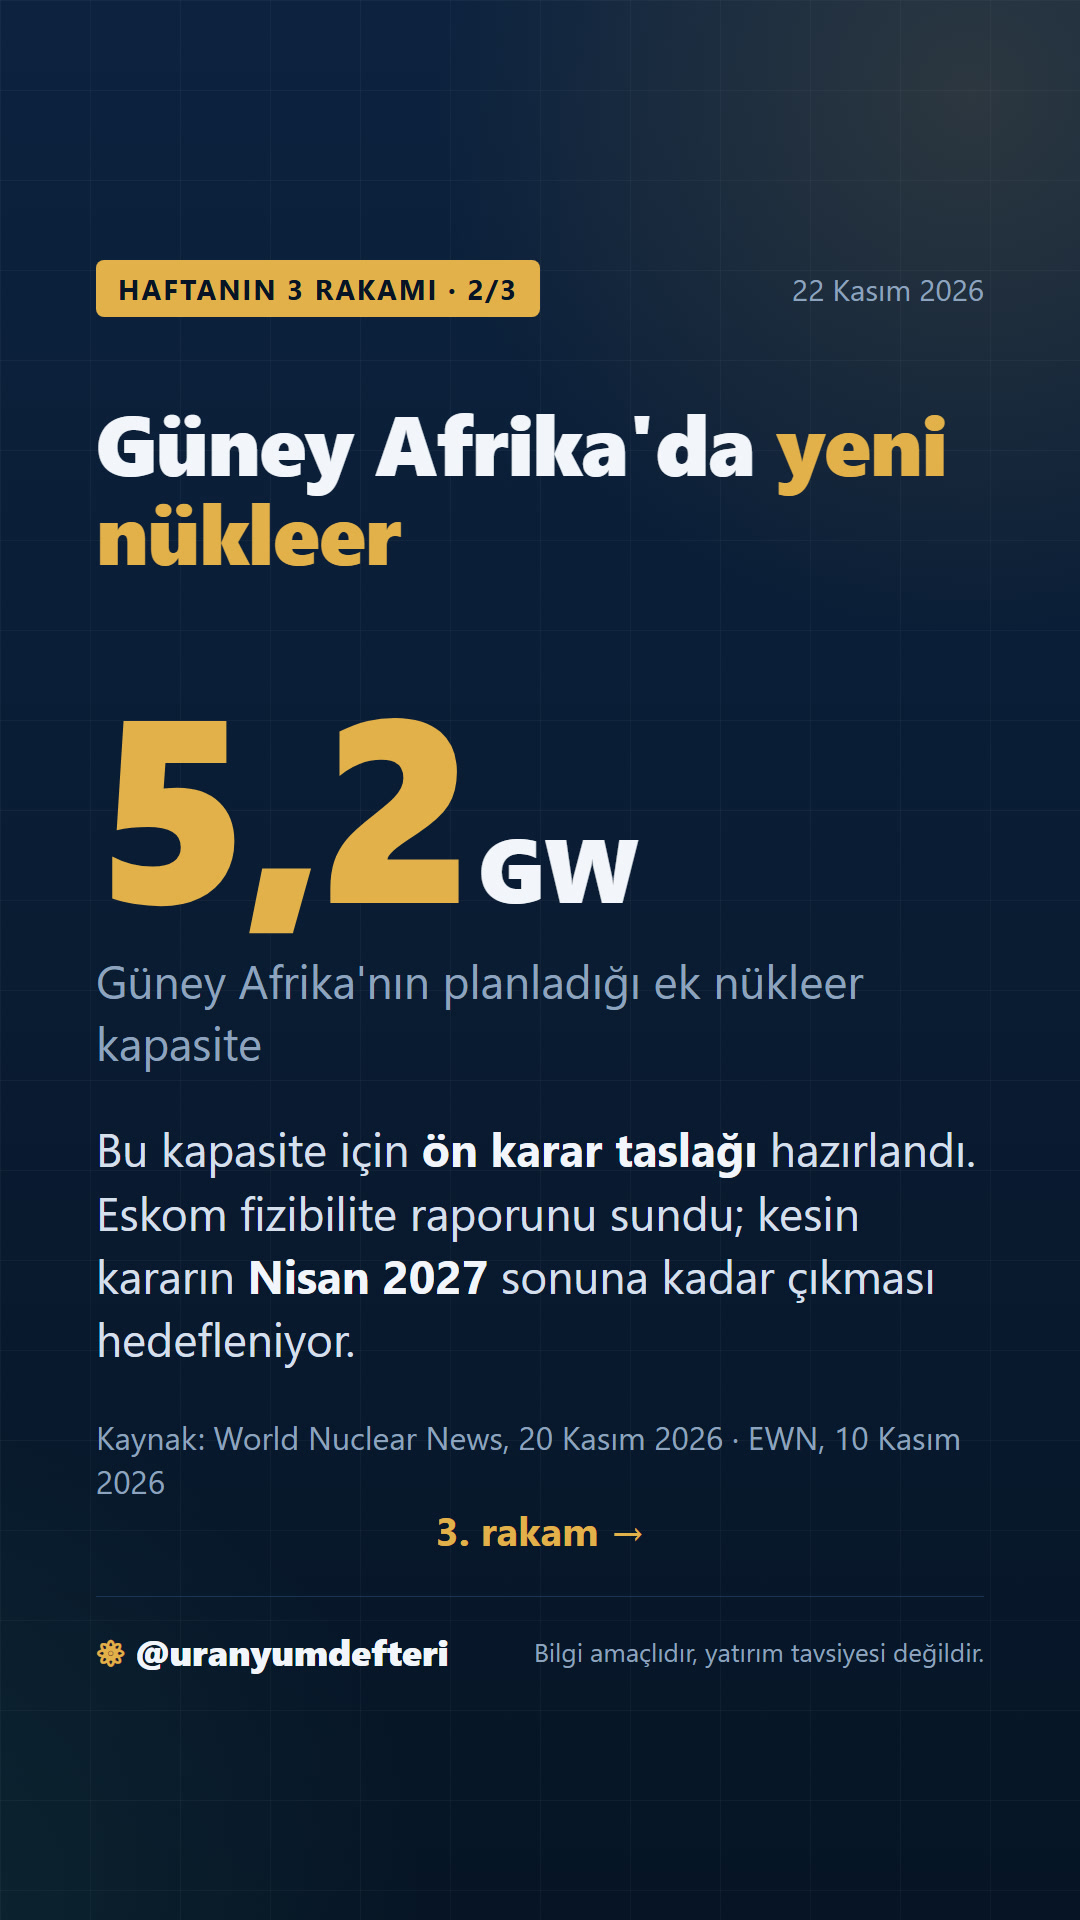 HAFTANIN 3 RAKAMI · 2/3
22 Kasım 2026
Güney Afrika'da yeni
nükleer
5,2 GW
Güney Afrika'nın planladığı ek nükleer
kapasite
Bu kapasite için ön karar taslağı hazırlandı.
Eskom fizibilite raporunu sundu; kesin
kararın Nisan 2027 sonuna kadar çıkması
hedefleniyor.
Kaynak: World Nuclear News, 20 Kasım 2026 · EWN, 10 Kasım
2026
3. rakam →
@uranyumdefteri
Bilgi amaçlıdır, yatırım tavsiyesi değildir.